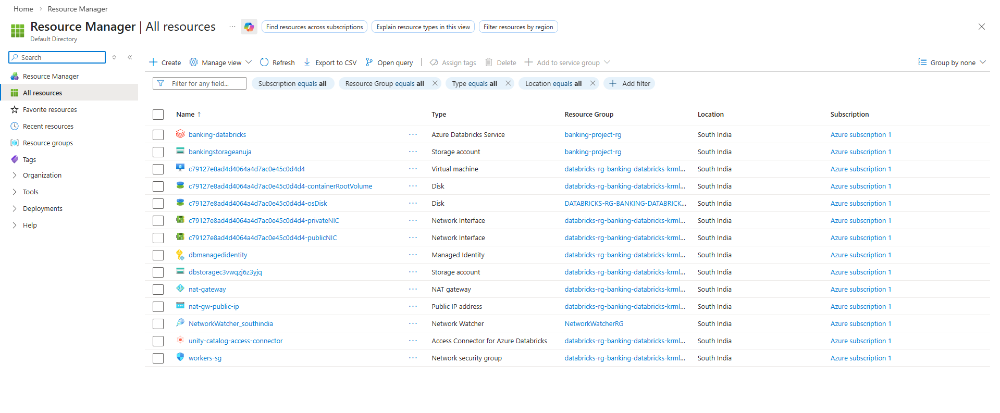 Home > Resource Manager
Resource Manager | All resources ...
Find resources across subscriptions
Explain resource types in this view
Filter resources by region
Default Directory
Search
Resource Manager
All resources
Favorite resources
Recent resources
Resource groups
Tags
Organization
Tools
Deployments
Help
Create Manage view Refresh Export to CSV Open query Assign tags Delete Add to service group Group by none
Filter for any field... Subscription equals all Resource Group equals all Type equals all Location equals all Add filter
Name ↑ Type Resource Group Location Subscription
banking-databricks ... Azure Databricks Service banking-project-rg South India Azure subscription 1
bankingstorageanuja ... Storage account banking-project-rg South India Azure subscription 1
c79127e8ad4d4064a4d7ac0e45c0d4d4 ... Virtual machine databricks-rg-banking-databricks-krml... South India Azure subscription 1
c79127e8ad4d4064a4d7ac0e45c0d4d4-containerRootVolume ... Disk databricks-rg-banking-databricks-krml... South India Azure subscription 1
c79127e8ad4d4064a4d7ac0e45c0d4d4-osDisk ... Disk DATABRICKS-RG-BANKING-DATABRICK... South India Azure subscription 1
c79127e8ad4d4064a4d7ac0e45c0d4d4-privateNIC ... Network Interface databricks-rg-banking-databricks-krml... South India Azure subscription 1
c79127e8ad4d4064a4d7ac0e45c0d4d4-publicNIC ... Network Interface databricks-rg-banking-databricks-krml... South India Azure subscription 1
dbmanagedidentity ... Managed Identity databricks-rg-banking-databricks-krml... South India Azure subscription 1
dbstoragec3vwqzj6z3yjq ... Storage account databricks-rg-banking-databricks-krml... South India Azure subscription 1
nat-gateway ... NAT gateway databricks-rg-banking-databricks-krml... South India Azure subscription 1
nat-gw-public-ip ... Public IP address databricks-rg-banking-databricks-krml... South India Azure subscription 1
NetworkWatcher_southindia ... Network Watcher NetworkWatcherRG South India Azure subscription 1
unity-catalog-access-connector ... Access Connector for Azure Databricks databricks-rg-banking-databricks-krml... South India Azure subscription 1
workers-sg ... Network security group databricks-rg-banking-databricks-krml... South India Azure subscription 1